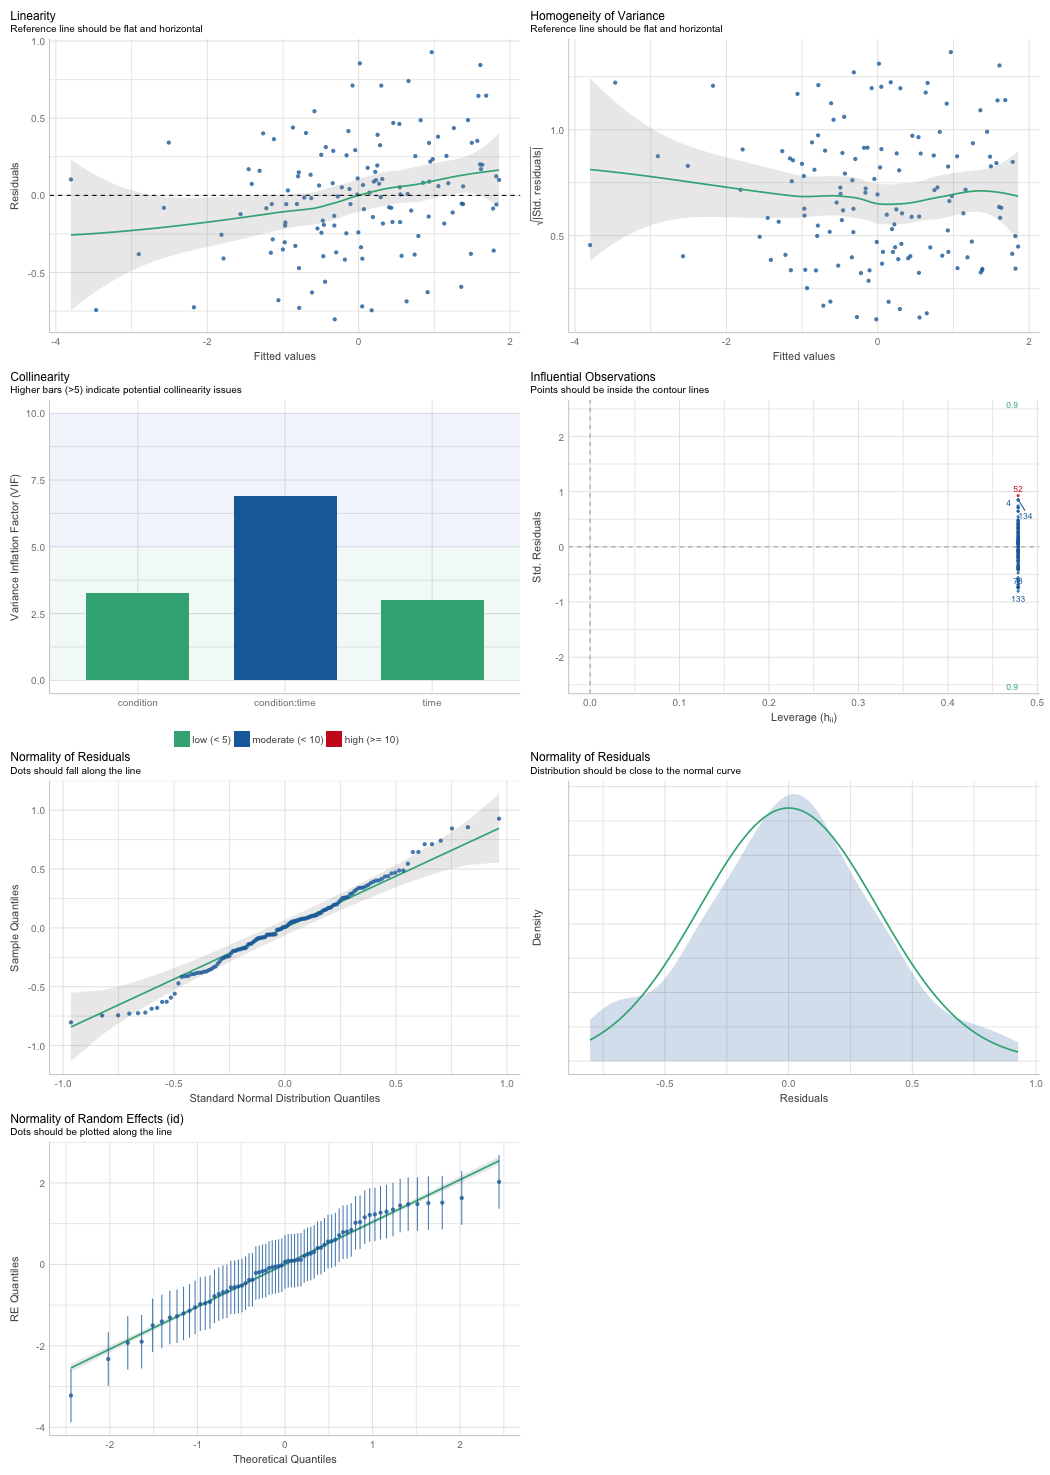 Linearity
Reference line should be flat and horizontal
1.0
0.5
0.0
-0.5
Residuals
-4
-2
0
2
Fitted values
Homogeneity of Variance
Reference line should be flat and horizontal
1.0
0.5
√|Std. residuals|
-4
-2
0
2
Fitted values
Collinearity
Higher bars (>5) indicate potential collinearity issues
10.0
7.5
5.0
2.5
0.0
Variance Inflation Factor (VIF)
condition
condition:time
time
low (< 5)
moderate (< 10)
high (>= 10)
Influential Observations
Points should be inside the contour lines
0.9
2
1
0
-1
-2
Std. Residuals
52
4
134
78
133
0.9
0.0
0.1
0.2
0.3
0.4
0.5
Leverage (hii)
Normality of Residuals
Dots should fall along the line
1.0
0.5
0.0
-0.5
-1.0
Sample Quantiles
-1.0
-0.5
0.0
0.5
1.0
Standard Normal Distribution Quantiles
Normality of Residuals
Distribution should be close to the normal curve
Density
-0.5
0.0
0.5
1.0
Residuals
Normality of Random Effects (id)
Dots should be plotted along the line
2
0
-2
-4
RE Quantiles
-2
-1
0
1
2
Theoretical Quantiles